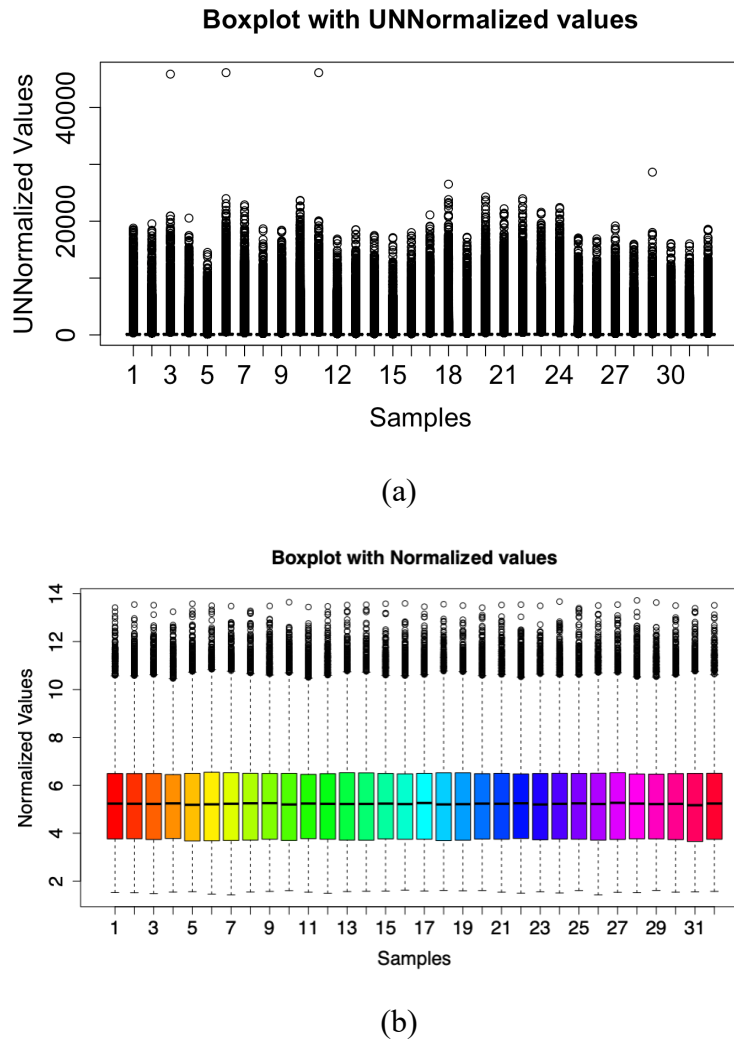 Boxplot with UNNormalized values
UNNormalized Values
40000
20000
0
1 3 5 7 9 12 15 18 21 24 27 30
Samples
(a)
Boxplot with Normalized values
Normalized Values
14
12
10
8
6
4
2
1 3 5 7 9 11 13 15 17 19 21 23 25 27 29 31
Samples
(b)